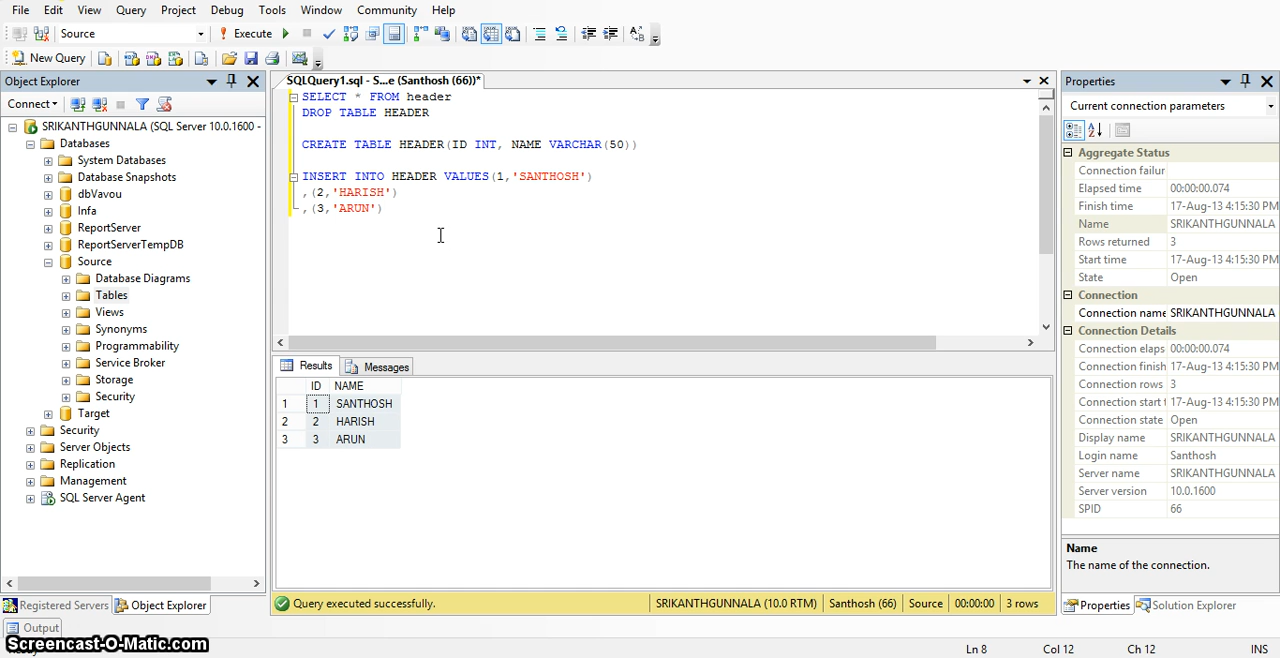 File Edit View Query Project Debug Tools Window Community Help
Source Execute
New Query
Object Explorer
Connect
SRIKANTHGUNNALA (SQL Server 10.0.1600 -
Databases
System Databases
Database Snapshots
dbVavou
Infa
ReportServer
ReportServerTempDB
Source
Database Diagrams
Tables
Views
Synonyms
Programmability
Service Broker
Storage
Security
Target
Security
Server Objects
Replication
Management
SQL Server Agent
Registered Servers Object Explorer
Output
SQLQuery1.sql - S...e (Santhosh (66))*
SELECT * FROM header
DROP TABLE HEADER
CREATE TABLE HEADER(ID INT, NAME VARCHAR(50))
INSERT INTO HEADER VALUES(1,'SANTHOSH')
,(2,'HARISH')
,(3,'ARUN')
Results Messages
ID NAME
1 1 SANTHOSH
2 2 HARISH
3 3 ARUN
Query executed successfully. SRIKANTHGUNNALA (10.0 RTM) Santhosh (66) Source 00:00:00 3 rows
Properties
Current connection parameters
Aggregate Status
Connection failur
Elapsed time 00:00:00.074
Finish time 17-Aug-13 4:15:30 PM
Name SRIKANTHGUNNALA
Rows returned 3
Start time 17-Aug-13 4:15:30 PM
State Open
Connection
Connection name SRIKANTHGUNNALA
Connection Details
Connection elaps 00:00:00.074
Connection finish 17-Aug-13 4:15:30 PM
Connection rows 3
Connection start t 17-Aug-13 4:15:30 PM
Connection state Open
Display name SRIKANTHGUNNALA
Login name Santhosh
Server name SRIKANTHGUNNALA
Server version 10.0.1600
SPID 66
Name
The name of the connection.
Properties Solution Explorer
Screencast-O-Matic.com
Ln 8 Col 12 Ch 12 INS